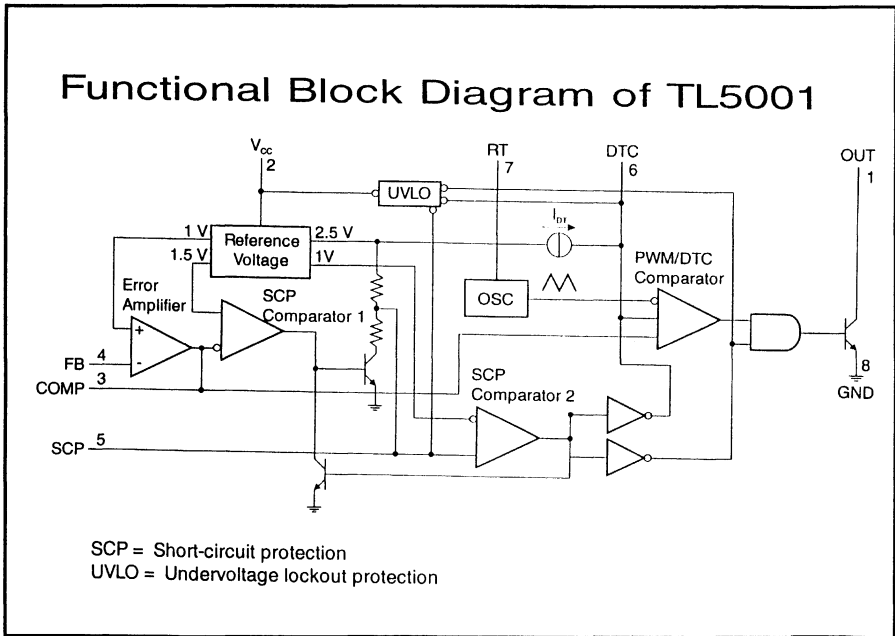 Functional Block Diagram of TL5001
VCC
2
RT
7
DTC
6
OUT
1
UVLO
IDT
1 V
Reference
Voltage
2.5 V
1.5 V
1V
PWM/DTC
Comparator
Error
Amplifier
SCP
Comparator 1
OSC
+
-
FB
4
COMP
3
SCP
Comparator 2
8
GND
SCP
5
SCP = Short-circuit protection
UVLO = Undervoltage lockout protection